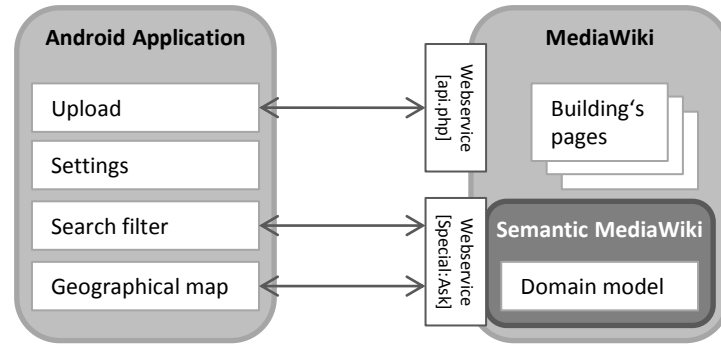 Android Application
Upload
Settings
Search filter
Geographical map
Webservice
[api.php]
Webservice
[Special:Ask]
MediaWiki
Building‘s
pages
Semantic MediaWiki
Domain model